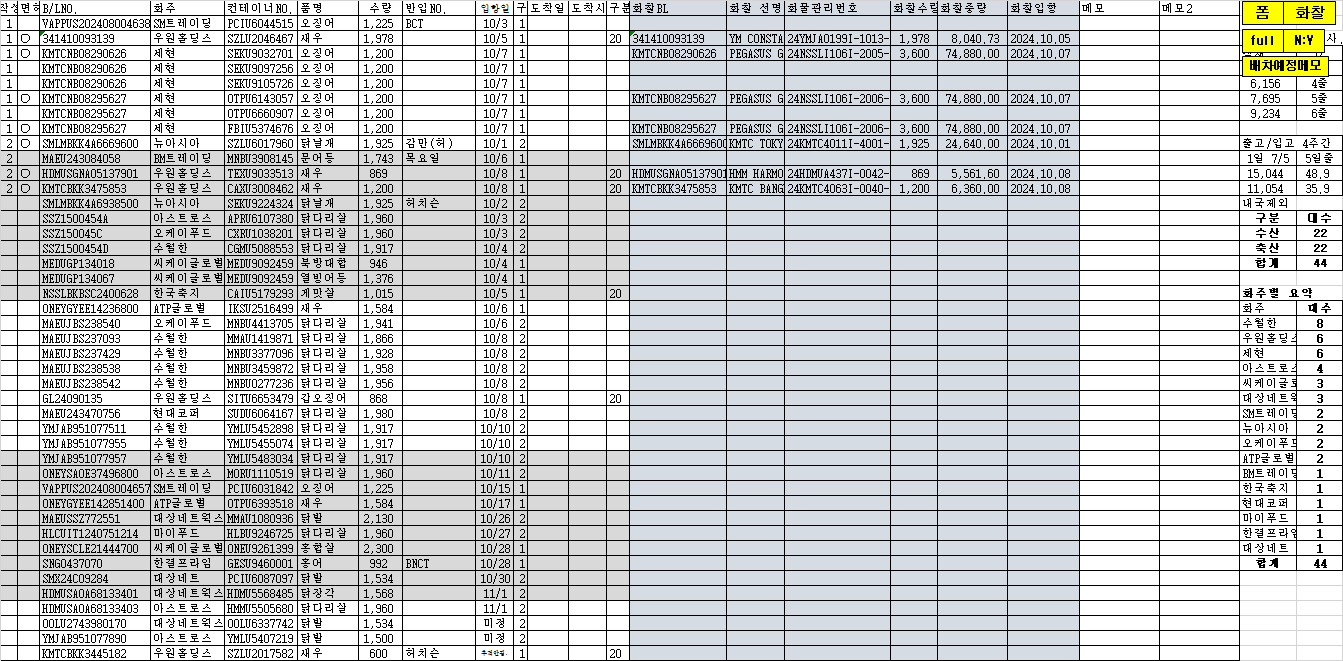 작성 면허 B/LNO. 화주 컨테이너NO. 품명 수량 반입NO. 입항일 구 도착일 도착시 구분 화찰BL 화찰 선명 화물관리번호 화찰수량 화찰중량 화찰입항 메모 메모2 폼 화찰
1 VAPPUS202408004638 SM트레이딩 PCIU6044515 오징어 1,225 BCT 10/3 1
1 ○ 341410093139 우원홀딩스 SZLU2046467 새우 1,978 10/5 1 20 341410093139 YM CONSTA 24YMJA0199I-1013- 1,978 8,040.73 2024.10.05 full N:Y 사.
1 ○ KMTCNB08290626 세현 SEKU9032701 오징어 1,200 10/7 1 KMTCNB08290626 PEGASUS G 24NSSLI106I-2005- 3,600 74,880.00 2024.10.07
1 KMTCNB08290626 세현 SEKU9097256 오징어 1,200 10/7 1 배차예정메모
1 KMTCNB08290626 세현 SEKU9105726 오징어 1,200 10/7 1 6,156 4줄
1 ○ KMTCNB08295627 세현 OTPU6143057 오징어 1,200 10/7 1 KMTCNB08295627 PEGASUS G 24NSSLI106I-2006- 3,600 74,880.00 2024.10.07 7,695 5줄
1 KMTCNB08295627 세현 OTPU6660907 오징어 1,200 10/7 1 9,234 6줄
1 ○ KMTCNB08295627 세현 FBIU5374676 오징어 1,200 10/7 1 KMTCNB08295627 PEGASUS G 24NSSLI106I-2006- 3,600 74,880.00 2024.10.07
2 ○ SMLMBKK4A6669600 뉴아시아 SZLU6017960 닭날개 1,925 감만(허) 10/1 2 SMLMBKK4A6669600 KMTC TOKY 24KMTC4011I-4001- 1,925 24,640.00 2024.10.01 출고/입고 4주간
2 MAEU243084058 BM트레이딩 MNBU3908145 문어등 1,743 목요일 10/6 1 1일 7/5 5일줄
2 ○ HDMUSGNA05137901 우원홀딩스 TEXU9033513 새우 869 10/8 1 20 HDMUSGNA05137901 HMM HARMO 24HDMUA437I-0042- 869 5,561.60 2024.10.08 15,044 48.9
2 ○ KMTCBKK3475853 우원홀딩스 CAXU3008462 새우 1,200 10/8 1 20 KMTCBKK3475853 KMTC BANG 24KMTC4063I-0040- 1,200 6,360.00 2024.10.08 11,054 35.9
SMLMBKK4A6938500 뉴아시아 SEKU9224324 닭날개 1,925 허치슨 10/2 2 내국제외
SSZ1500454A 아스트로스 APRU6107380 닭다리살 1,960 10/3 2 구분 대수
SSZ150045C 오케이푸드 CXRU1038201 닭다리살 1,960 10/3 2 수산 22
SSZ1500454D 수월한 CGMU5088553 닭다리살 1,917 10/4 2 축산 22
MEDUGP134018 씨케이글로벌 MEDU9092459 북방대합 946 10/4 1 합계 44
MEDUGP134067 씨케이글로벌 MEDU9092459 열빙어등 1,376 10/4 1
NSSLBKBSC2400628 한국축지 CAIU5179293 게맛살 1,015 10/5 1 20 화주별 요약
ONEYGYEE14236800 ATP글로벌 IKSU2516499 새우 1,584 10/6 1 화주 대수
MAEUJBS238540 오케이푸드 MNBU4413705 닭다리살 1,941 10/6 2 수월한 8
MAEUJBS237093 수월한 MMAU1419871 닭다리살 1,866 10/8 2 우원홀딩스 6
MAEUJBS237429 수월한 MNBU3377096 닭다리살 1,928 10/8 2 세현 6
MAEUJBS238538 수월한 MNBU3459872 닭다리살 1,958 10/8 2 아스트로스 4
MAEUJBS238542 수월한 MNBU0277236 닭다리살 1,956 10/8 2 씨케이글로 3
GL24090135 우원홀딩스 SITU6653479 갑오징어 868 10/8 1 20 대상네트웍 3
MAEU243470756 현대코퍼 SUDU6064167 닭다리살 1,980 10/8 2 SM트레이딩 2
YMJAB951077511 수월한 YMLU5452898 닭다리살 1,917 10/10 2 뉴아시아 2
YMJAB951077955 수월한 YMLU5455074 닭다리살 1,917 10/10 2 오케이푸드 2
YMJAB951077957 수월한 YMLU5483034 닭다리살 1,917 10/10 2 ATP글로벌 2
ONEYSAOE37496800 아스트로스 MORU1110519 닭다리살 1,960 10/11 2 BM트레이딩 1
VAPPUS202408004657 SM트레이딩 PCIU6031842 오징어 1,225 10/15 1 한국축지 1
ONEYGYEE142851400 ATP글로벌 OTPU6393518 새우 1,584 10/17 1 현대코퍼 1
MAEUSSZ772551 대상네트웍스 MMAU1080936 닭발 2,130 10/26 2 마이푸드 1
HLCUIT1240751214 마이푸드 HLBU9246725 닭다리살 1,960 10/27 2 한결프라임 1
ONEYSCLE21444700 씨케이글로벌 ONEU9261399 홍합살 2,300 10/28 1 대상네트 1
SNG0437070 한결프라임 GESU9460001 홍어 992 BNCT 10/28 1 합계 44
SMX24C09284 대상네트 PCIU6087097 닭발 1,534 10/30 2
HDMUSAOA68133401 대상네트웍스 HDMU5568485 닭장각 1,568 11/1 2
HDMUSAOA68133403 아스트로스 HMMU5505680 닭다리살 1,960 11/1 2
OOLU2743980170 대상네트웍스 OOLU6337742 닭발 1,534 미정 2
YMJAB951077890 아스트로스 YMLU5407219 닭발 1,500 미정 2
KMTCBKK3445182 우원홀딩스 SZLU2017582 새우 600 허치슨 1 20